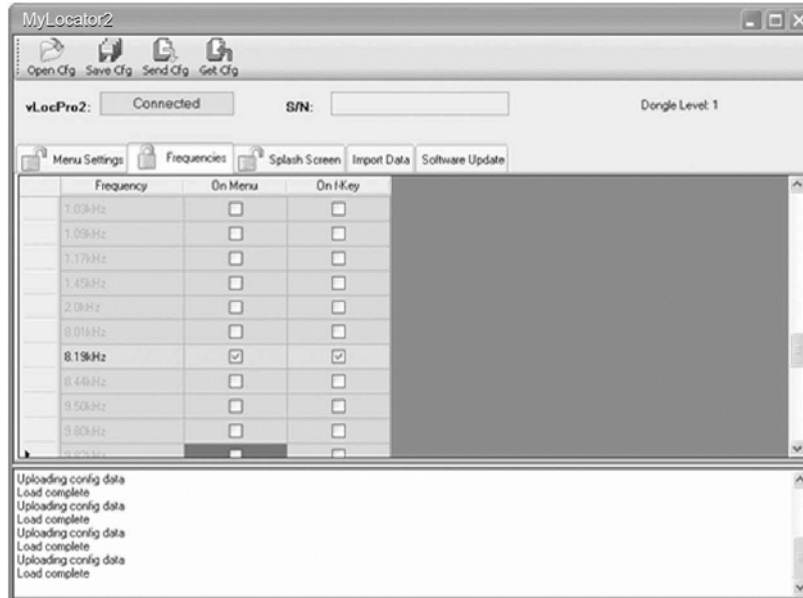 MyLocator2
Open Cfg Save Cfg Send Cfg Get Cfg
vLocPro2: Connected S/N: Dongle Level: 1
Menu Settings Frequencies Splash Screen Import Data Software Update
Frequency On Menu On f-Key
1.03kHz
1.09kHz
1.17kHz
1.45kHz
2.0kHz
8.01kHz
8.19kHz
8.44kHz
9.50kHz
9.80kHz
9.82kHz
Uploading config data
Load complete
Uploading config data
Load complete
Uploading config data
Load complete
Uploading config data
Load complete